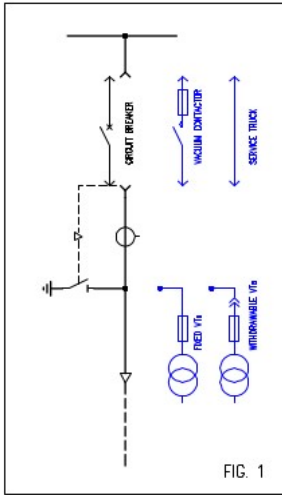 CIRCUIT BREAKER
VACUUM CONTACTOR
SERVICE TRUCK
FIXED VTs
WITHDRAWABLE VTs
FIG. 1